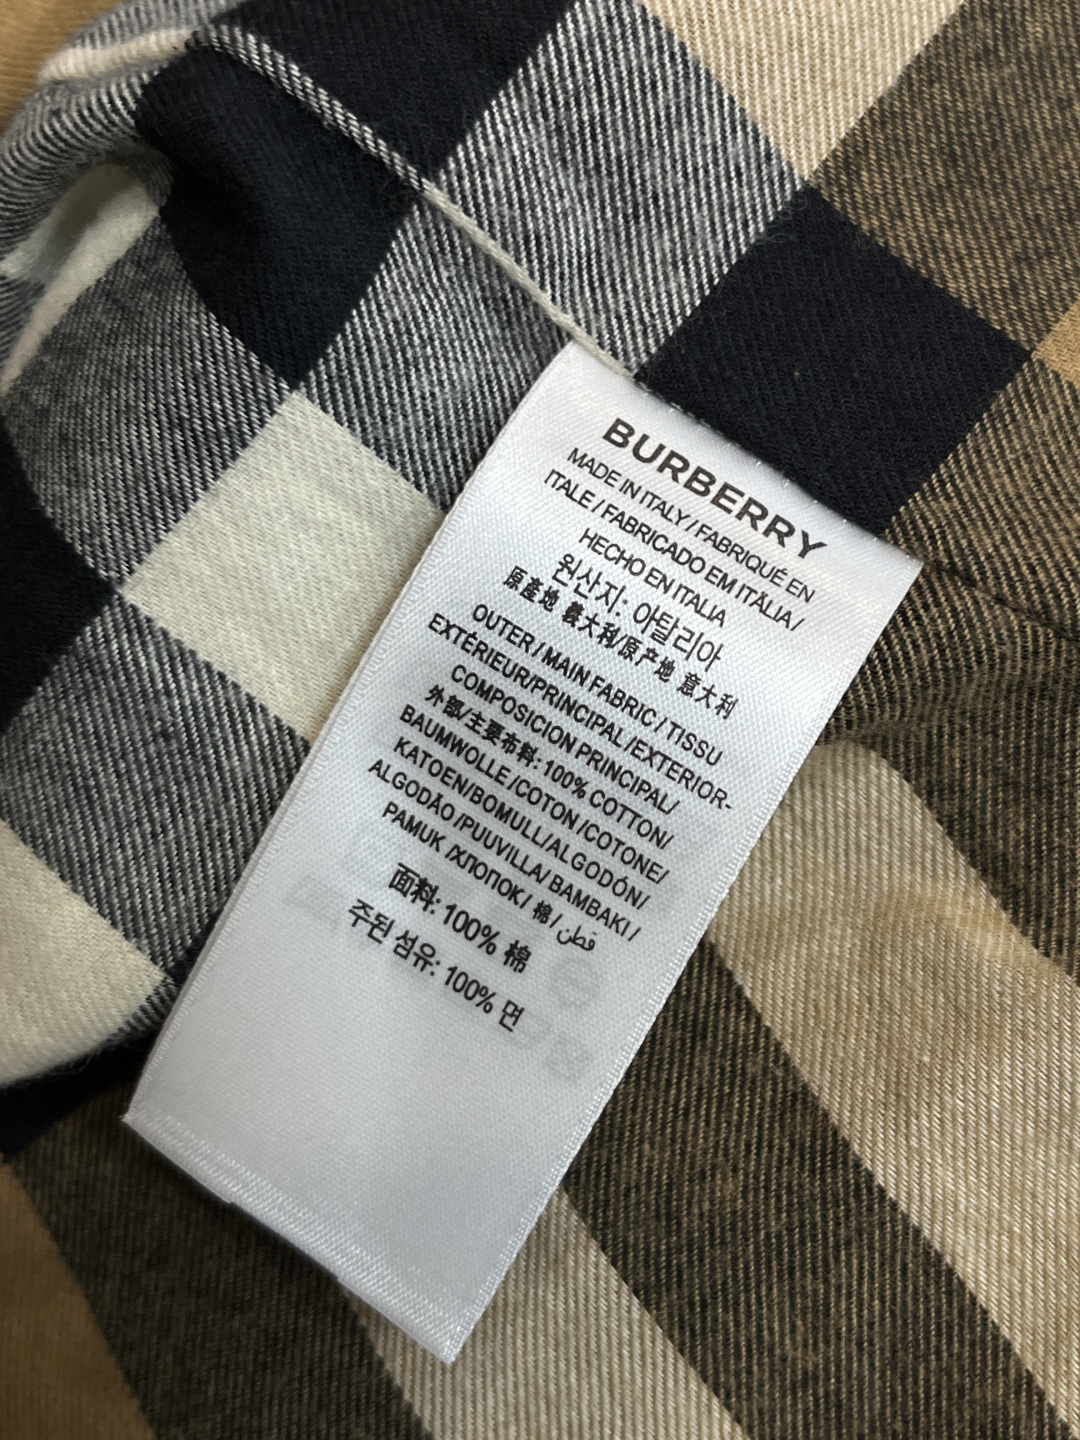 BURBERRY
MADE IN ITALY / FABRIQUÉ EN
ITALE / FABRICADO EM ITÁLIA /
HECHO EN ITALIA
원산지: 이탈리아
原產地 義大利/原产地 意大利
OUTER / MAIN FABRIC / TISSU
EXTÉRIEUR/PRINCIPAL /EXTERIOR-
COMPOSICION PRINCIPAL/
外部/主要布料: 100% COTTON/
BAUMWOLLE /COTON /COTONE/
KATOEN/BOMULL/ALGODÓN/
ALGODÃO /PUUVILLA/ BAMBAKI /
PAMUK /ХЛОПОК/ 棉 / قطن
面料: 100% 棉
주된 섬유: 100% 면